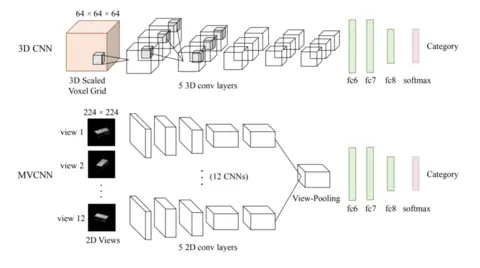 64 × 64 × 64
3D CNN
3D Scaled
Voxel Grid
5 3D conv layers
fc6 fc7 fc8 softmax
Category
224 × 224
view 1
view 2
MVCNN
view 12
2D Views
(12 CNNs)
5 2D conv layers
View-Pooling
fc6 fc7 fc8 softmax
Category